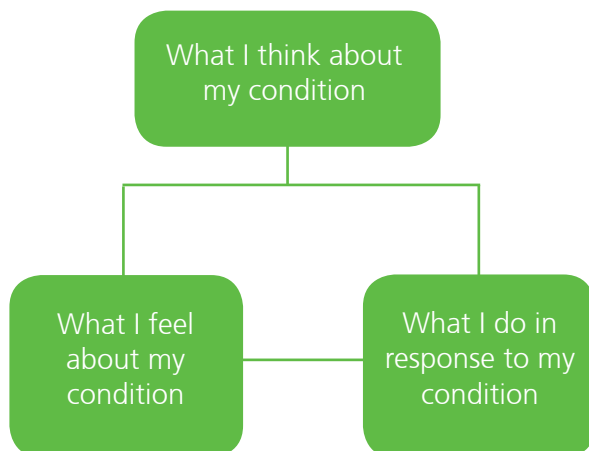 What I think about
my condition
What I feel
about my
condition
What I do in
response to my
condition